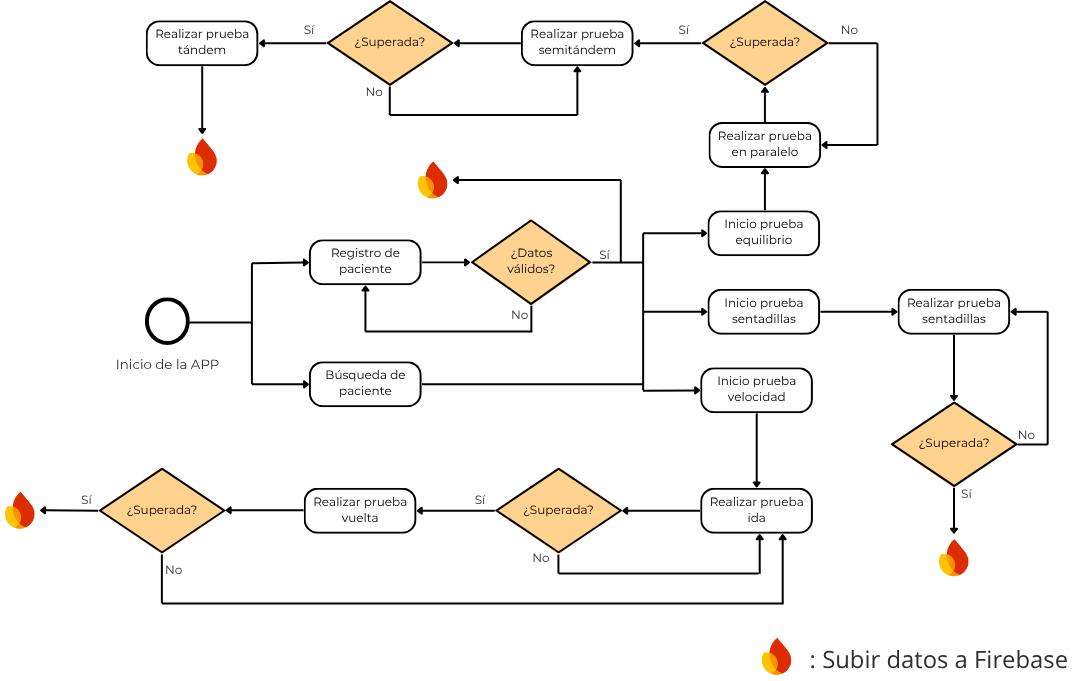 Realizar prueba
tándem
Sí
¿Superada?
No
Realizar prueba
semitándem
Sí
¿Superada?
No
Realizar prueba
en paralelo
Inicio prueba
equilibrio
Registro de
paciente
¿Datos
válidos?
Sí
No
Inicio de la APP
Búsqueda de
paciente
Inicio prueba
sentadillas
Realizar prueba
sentadillas
¿Superada?
No
Sí
Inicio prueba
velocidad
Realizar prueba
ida
¿Superada?
Sí
No
Realizar prueba
vuelta
¿Superada?
Sí
No
: Subir datos a Firebase